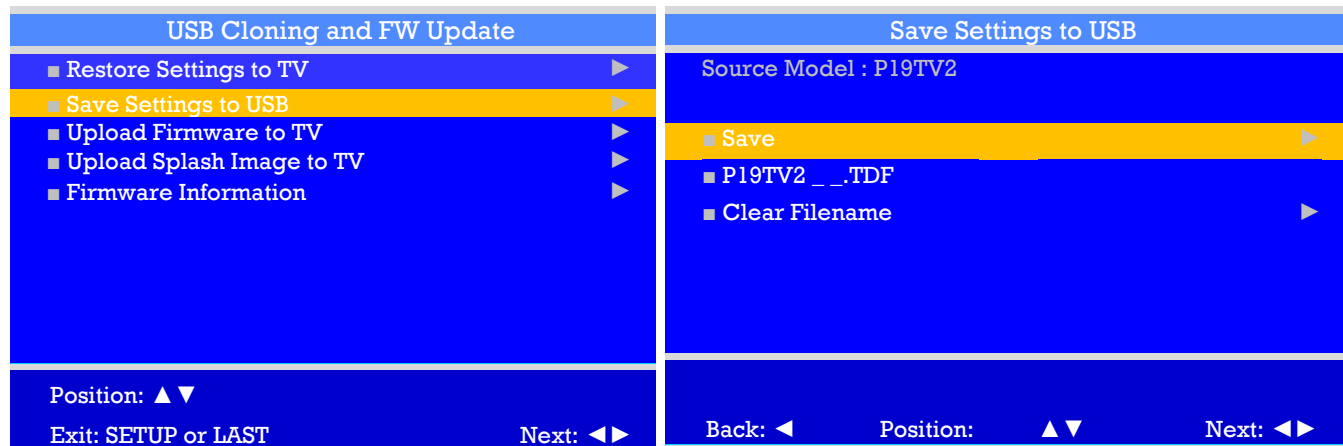 USB Cloning and FW Update
■ Restore Settings to TV ►
■ Save Settings to USB ►
■ Upload Firmware to TV ►
■ Upload Splash Image to TV ►
■ Firmware Information ►
Position: ▲▼
Exit: SETUP or LAST Next: ◄►
Save Settings to USB
Source Model : P19TV2
■ Save ►
■ P19TV2 _ _.TDF
■ Clear Filename ►
Back: ◄ Position: ▲▼ Next: ◄►